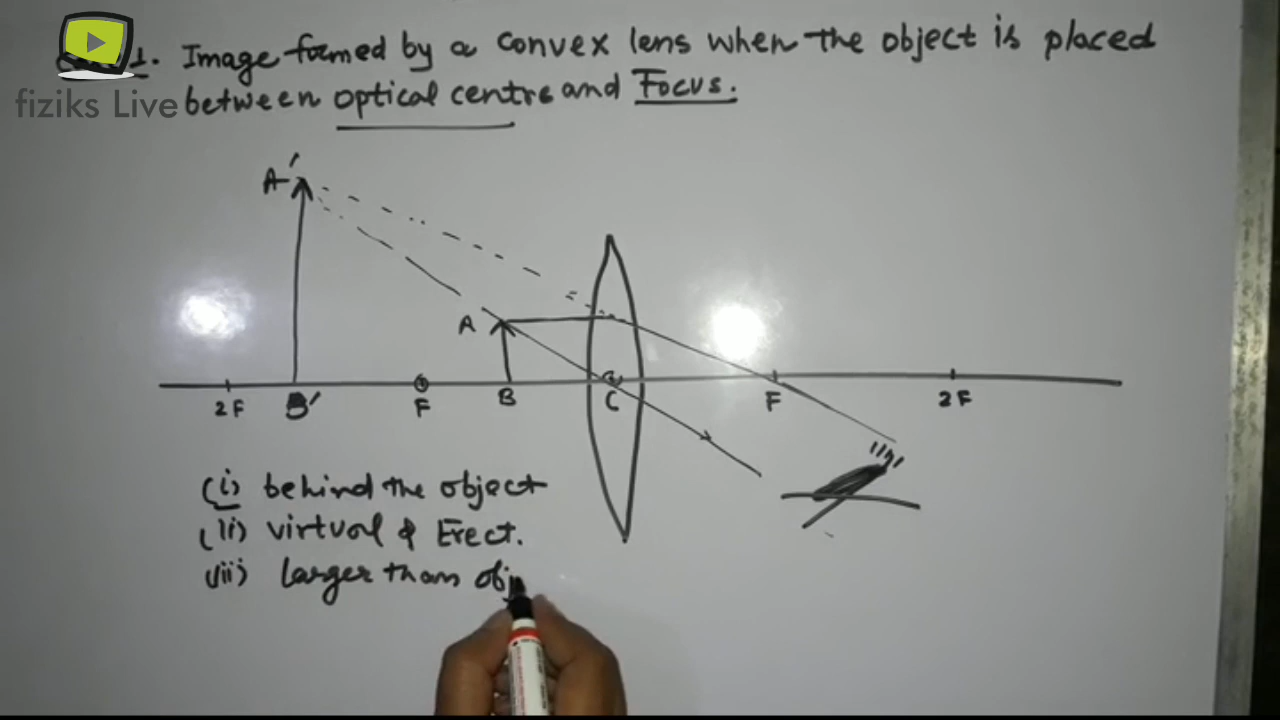 1. Image formed by a convex lens when the object is placed
fiziks Live
between optical centre and Focus.
A'
A
2F B' F B C F 2F
(i) behind the object
(ii) virtual & Erect.
(iii) larger than obj